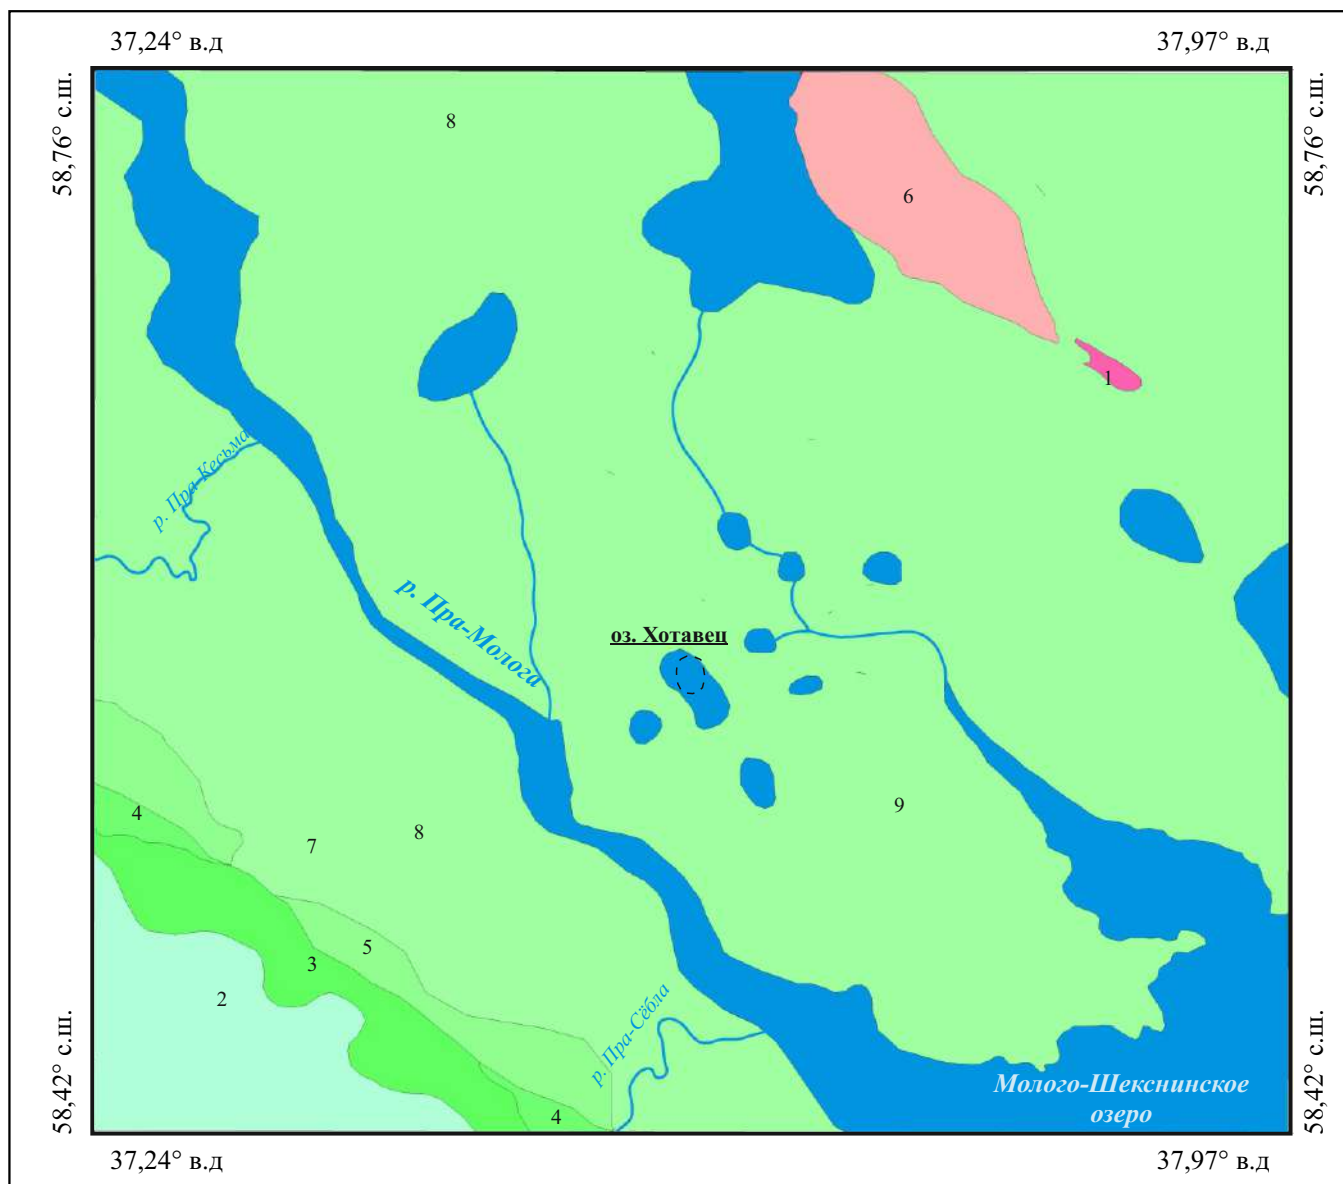 37,24° в.д
37,97° в.д
58,76° с.ш.
58,76° с.ш.
8
6
1
р. Пра-Кесьма
р. Пра-Молога
оз. Хотавец
4
7
8
9
5
3
2
р. Пра-Сёбла
4
Молого-Шекснинское
озеро
58,42° с.ш.
58,42° с.ш.
37,24° в.д
37,97° в.д